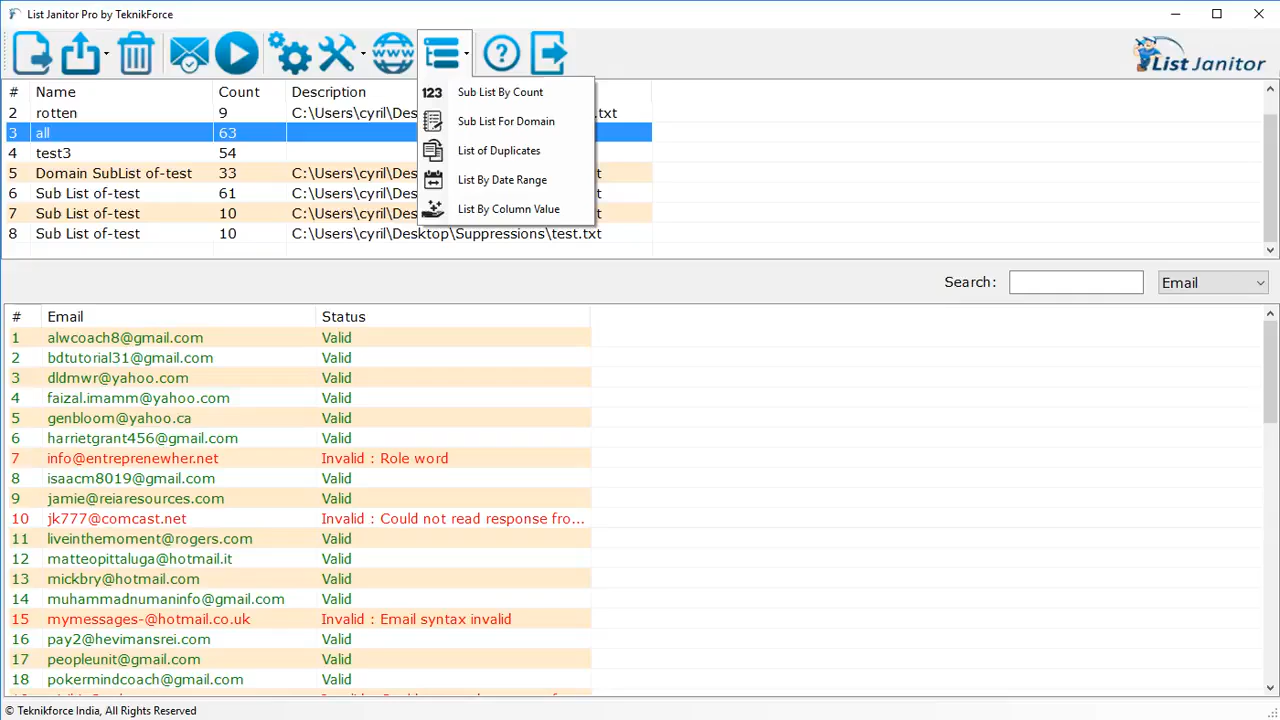 List Janitor Pro by TeknikForce
www
?
List Janitor
# Name Count Description
2 rotten 9 C:\Users\cyril\Des .txt
3 all 63
4 test3 54
5 Domain SubList of-test 33 C:\Users\cyril\Des t
6 Sub List of-test 61 C:\Users\cyril\Des t
7 Sub List of-test 10 C:\Users\cyril\Des t
8 Sub List of-test 10 C:\Users\cyril\Desktop\Suppressions\test.txt
123 Sub List By Count
Sub List For Domain
List of Duplicates
List By Date Range
List By Column Value
Search: Email
# Email Status
1 alwcoach8@gmail.com Valid
2 bdtutorial31@gmail.com Valid
3 dldmwr@yahoo.com Valid
4 faizal.imamm@yahoo.com Valid
5 genbloom@yahoo.ca Valid
6 harrietgrant456@gmail.com Valid
7 info@entreprenewher.net Invalid : Role word
8 isaacm8019@gmail.com Valid
9 jamie@reiaresources.com Valid
10 jk777@comcast.net Invalid : Could not read response fro...
11 liveinthemoment@rogers.com Valid
12 matteopittaluga@hotmail.it Valid
13 mickbry@hotmail.com Valid
14 muhammadnumaninfo@gmail.com Valid
15 mymessages-@hotmail.co.uk Invalid : Email syntax invalid
16 pay2@hevimansrei.com Valid
17 peopleunit@gmail.com Valid
18 pokermindcoach@gmail.com Valid
© Teknikforce India, All Rights Reserved